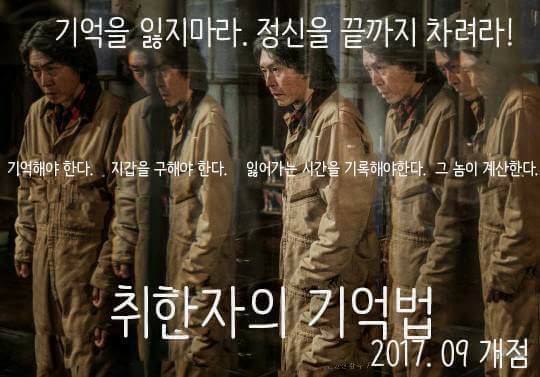 기억을 잃지마라. 정신을 끝까지 차려라!
기억해야 한다. 지갑을 구해야 한다. 잃어가는 시간을 기록해야한다. 그 놈이 계산한다.
취한자의 기억법
2017. 09 개점